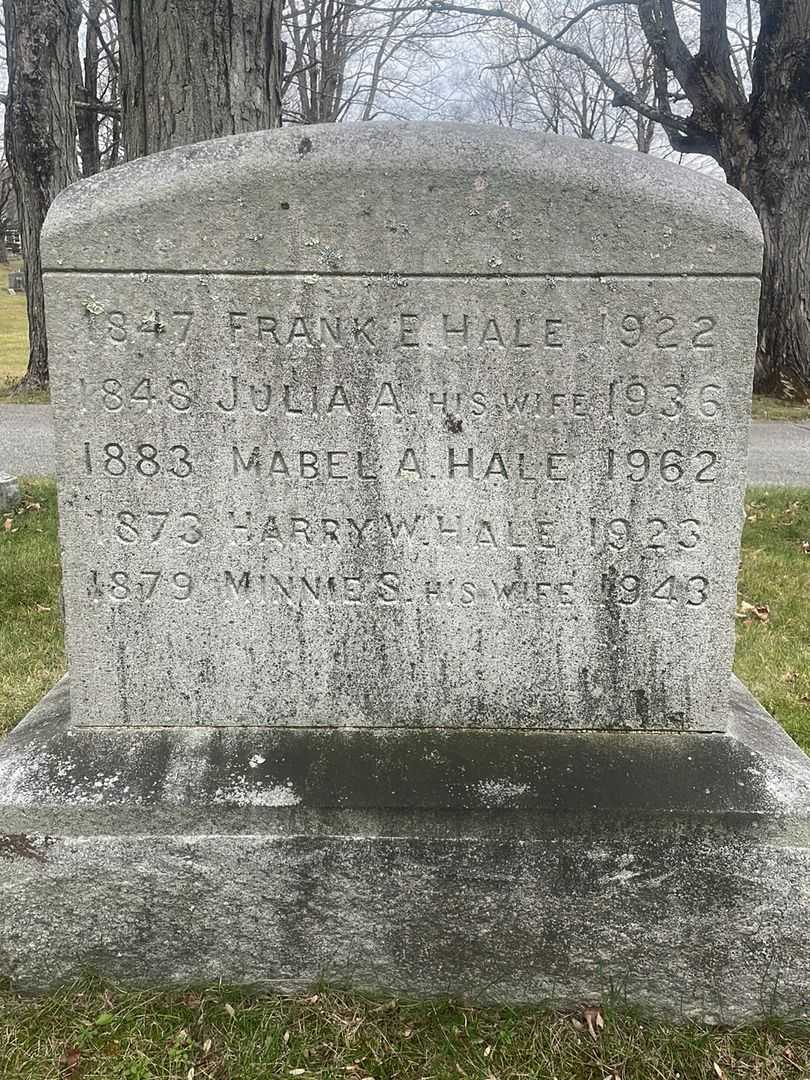 1847 FRANK E. HALE 1922
1848 JULIA A. HIS WIFE 1936
1883 MABEL A. HALE 1962
1873 HARRY W. HALE 1923
1879 MINNIE S. HIS WIFE 1943